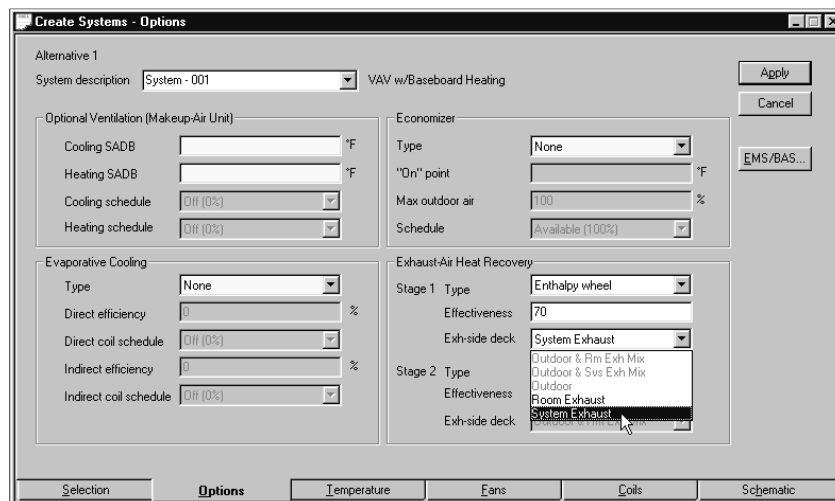 Create Systems - Options
Alternative 1
System description System - 001 VAV w/Baseboard Heating
Apply
Cancel
EMS/BAS...
Optional Ventilation (Makeup-Air Unit)
Cooling SADB °F
Heating SADB °F
Cooling schedule Off (0%)
Heating schedule Off (0%)
Economizer
Type None
"On" point °F
Max outdoor air 100 %
Schedule Available (100%)
Evaporative Cooling
Type None
Direct efficiency 0 %
Direct coil schedule Off (0%)
Indirect efficiency 0 %
Indirect coil schedule Off (0%)
Exhaust-Air Heat Recovery
Stage 1 Type Enthalpy wheel
Effectiveness 70
Exh-side deck System Exhaust
Outdoor & Rm Exh Mix
Outdoor & Sys Exh Mix
Outdoor
Room Exhaust
System Exhaust
Stage 2 Type
Effectiveness
Exh-side deck Outdoor & Rm Exh Mix
Selection Options Temperature Fans Coils Schematic